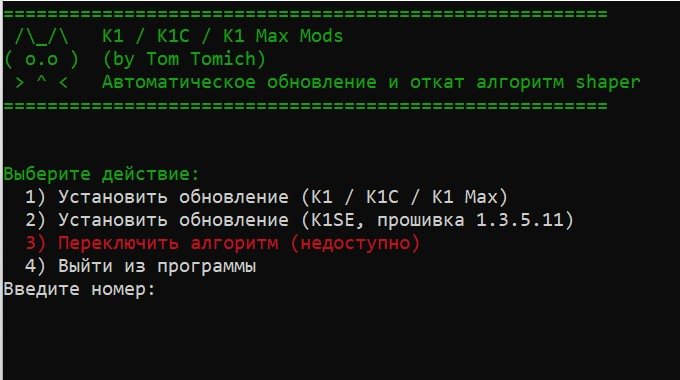 =======================================================
/\_/\   K1 / K1C / K1 Max Mods
( o.o )  (by Tom Tomich)
> ^ <   Автоматическое обновление и откат алгоритм shaper
=======================================================
Выберите действие:
1) Установить обновление (K1 / K1C / K1 Max)
2) Установить обновление (K1SE, прошивка 1.3.5.11)
3) Переключить алгоритм (недоступно)
4) Выйти из программы
Введите номер: